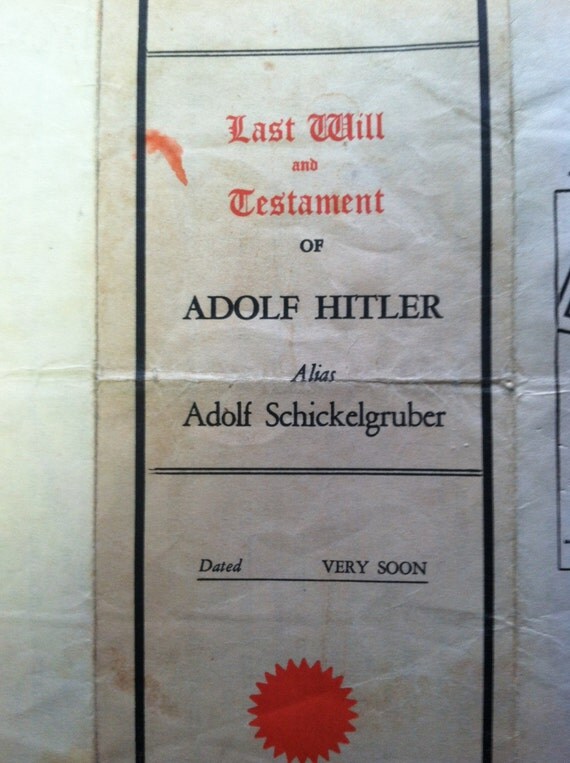 Last Will
and
Testament
OF
ADOLF HITLER
Alias
Adolf Schickelgruber
Dated VERY SOON